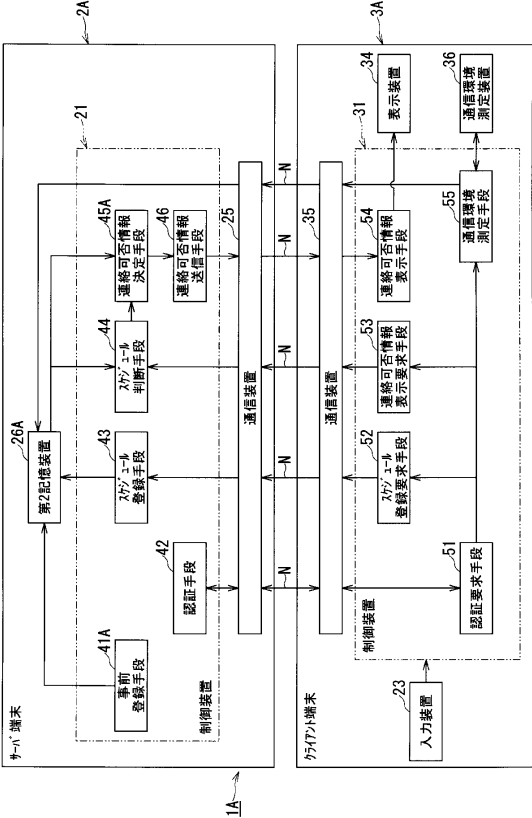 1A
サーバ端末
2A
制御装置
21
事前
登録手段
41A
認証手段
42
第2記憶装置
26A
スケジュール
登録手段
43
スケジュール
判断手段
44
連絡可否情報
決定手段
45A
連絡可否情報
送信手段
46
通信装置
25
N
N
N
N
N
クライアント端末
3A
通信装置
35
制御装置
31
入力装置
23
認証要求手段
51
スケジュール
登録要求手段
52
連絡可否情報
表示要求手段
53
連絡可否情報
表示手段
54
通信環境
測定手段
55
表示装置
34
通信環境
測定装置
36